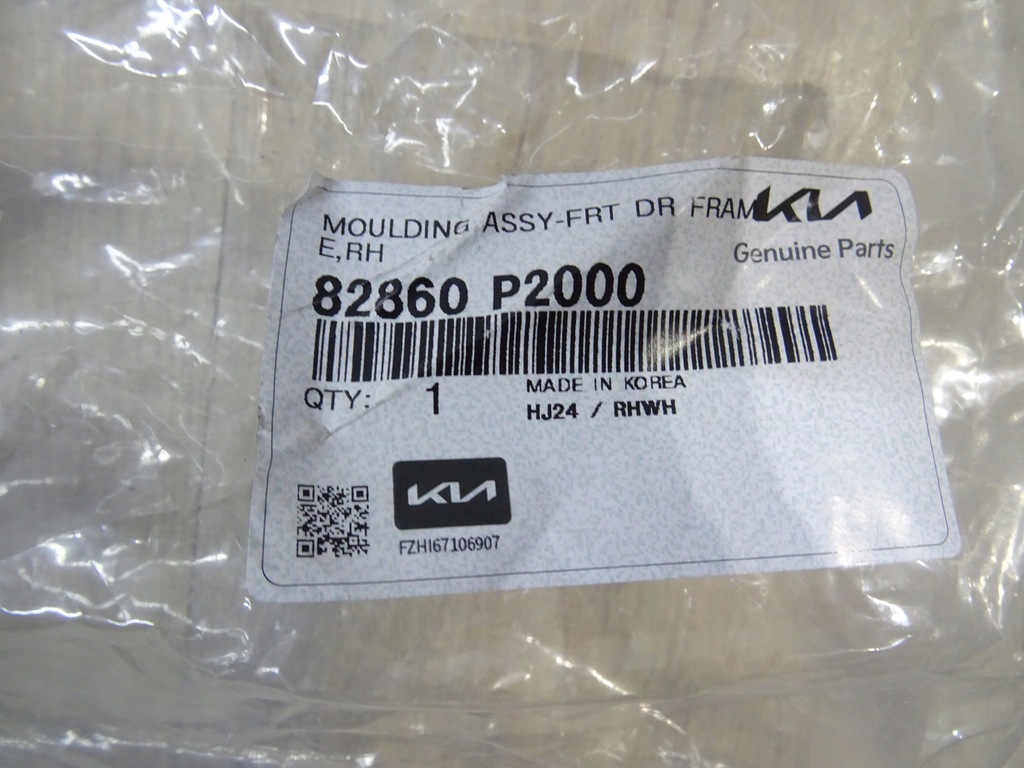 MOULDING ASSY-FRT DR FRAM KIA
E,RH
Genuine Parts
82860 P2000
QTY: 1
MADE IN KOREA
HJ24 / RHWH
KIA
FZHI67106907